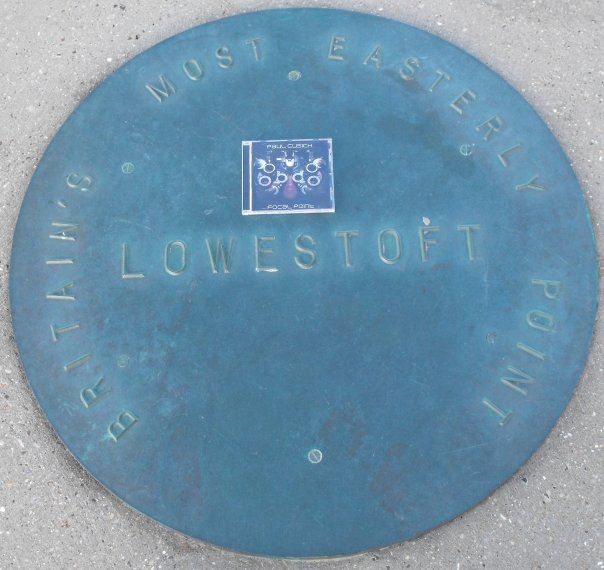 BRITAIN'S MOST EASTERLY POINT
PAUL CUSICK
FOCAL POINT
LOWESTOFT